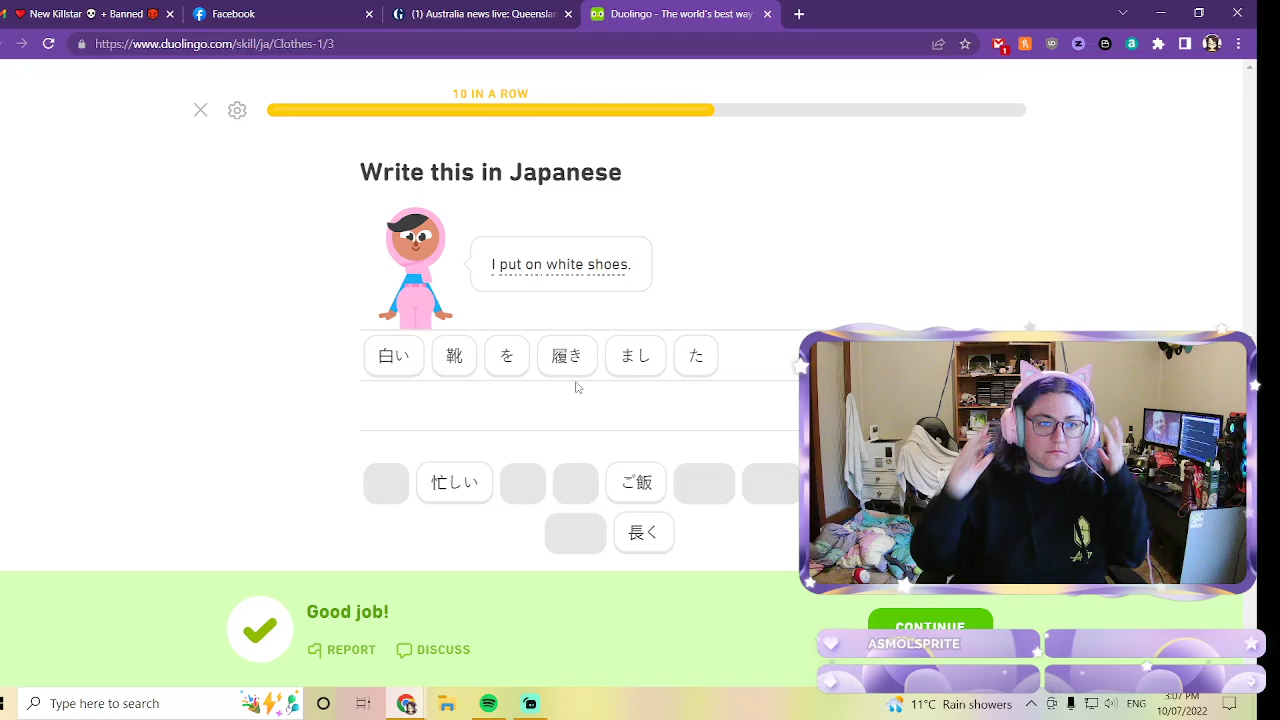 New Killstar + Banned
Facebook
(1) Australia news live: Queenslan
Duolingo - The world's best way
https://www.duolingo.com/skill/ja/Clothes-1/3
1
10 IN A ROW
Write this in Japanese
I put on white shoes.
白い 靴 を 履き まし た
忙しい ご飯
長く
Good job!
REPORT DISCUSS
CONTINUE
ASMOLSPRITE
Type here to search
11°C Rain showers
ENG
3:07 PM
10/07/2022